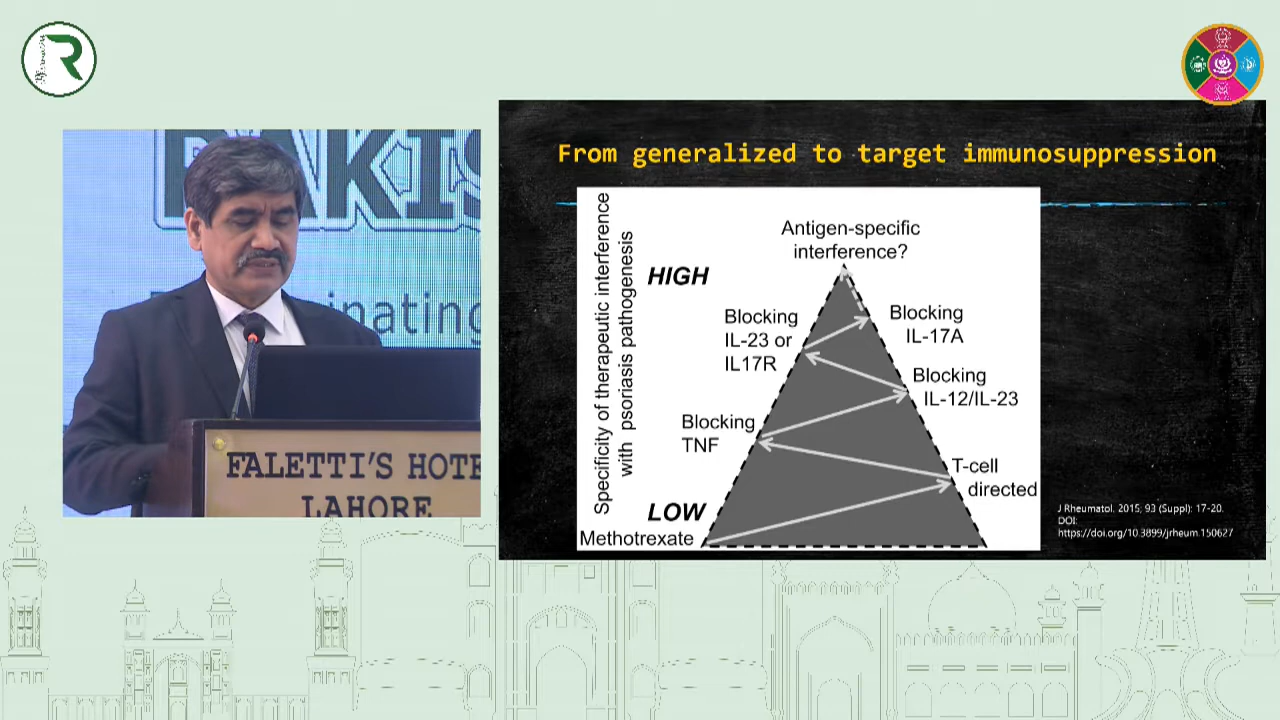 From generalized to target immunosuppression
Specificity of therapeutic interference
with psoriasis pathogenesis
Antigen-specific
interference?
HIGH
Blocking
IL-23 or
IL17R
Blocking
IL-17A
Blocking
IL-12/IL-23
Blocking
TNF
T-cell
directed
LOW
Methotrexate
J Rheumatol. 2015; 93 (Suppl): 17-20.
DOI:
https://doi.org/10.3899/jrheum.150627
FALETTI'S HOTE
LAHORE